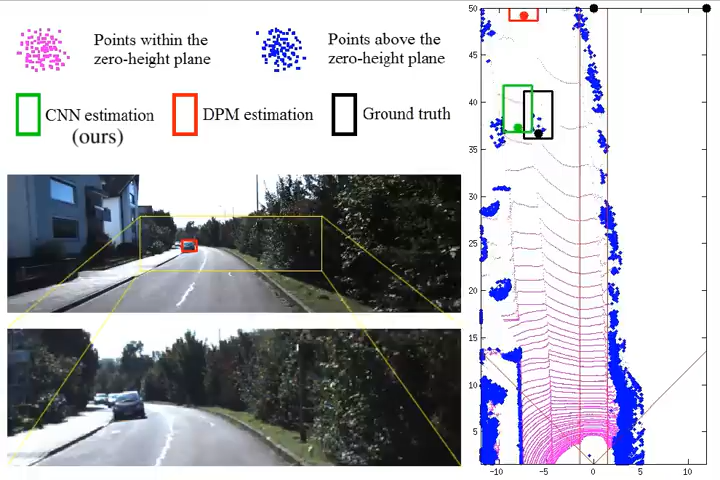 Points within the
zero-height plane
Points above the
zero-height plane
CNN estimation
(ours)
DPM estimation
Ground truth
50
45
40
35
30
25
20
15
10
5
−10
−5
0
5
10